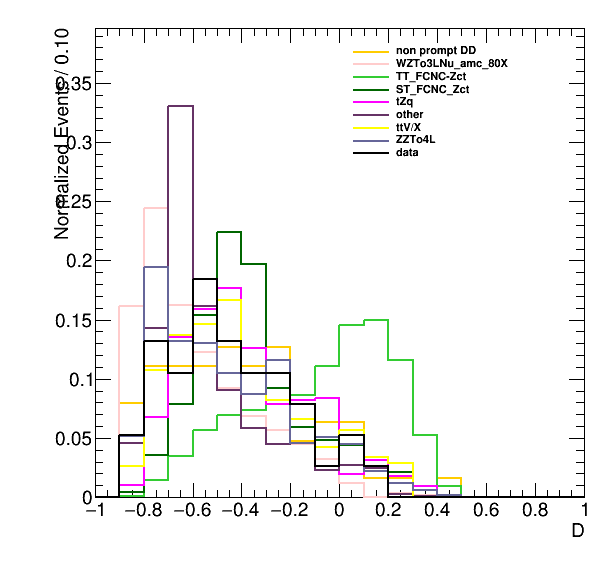 Normalized Events / 0.10
non prompt DD
WZTo3LNu_amc_80X
TT_FCNC-Zct
ST_FCNC_Zct
tZq
other
ttV/X
ZZTo4L
data
0.35
0.3
0.25
0.2
0.15
0.1
0.05
0
−1 −0.8 −0.6 −0.4 −0.2 0 0.2 0.4 0.6 0.8 1
D